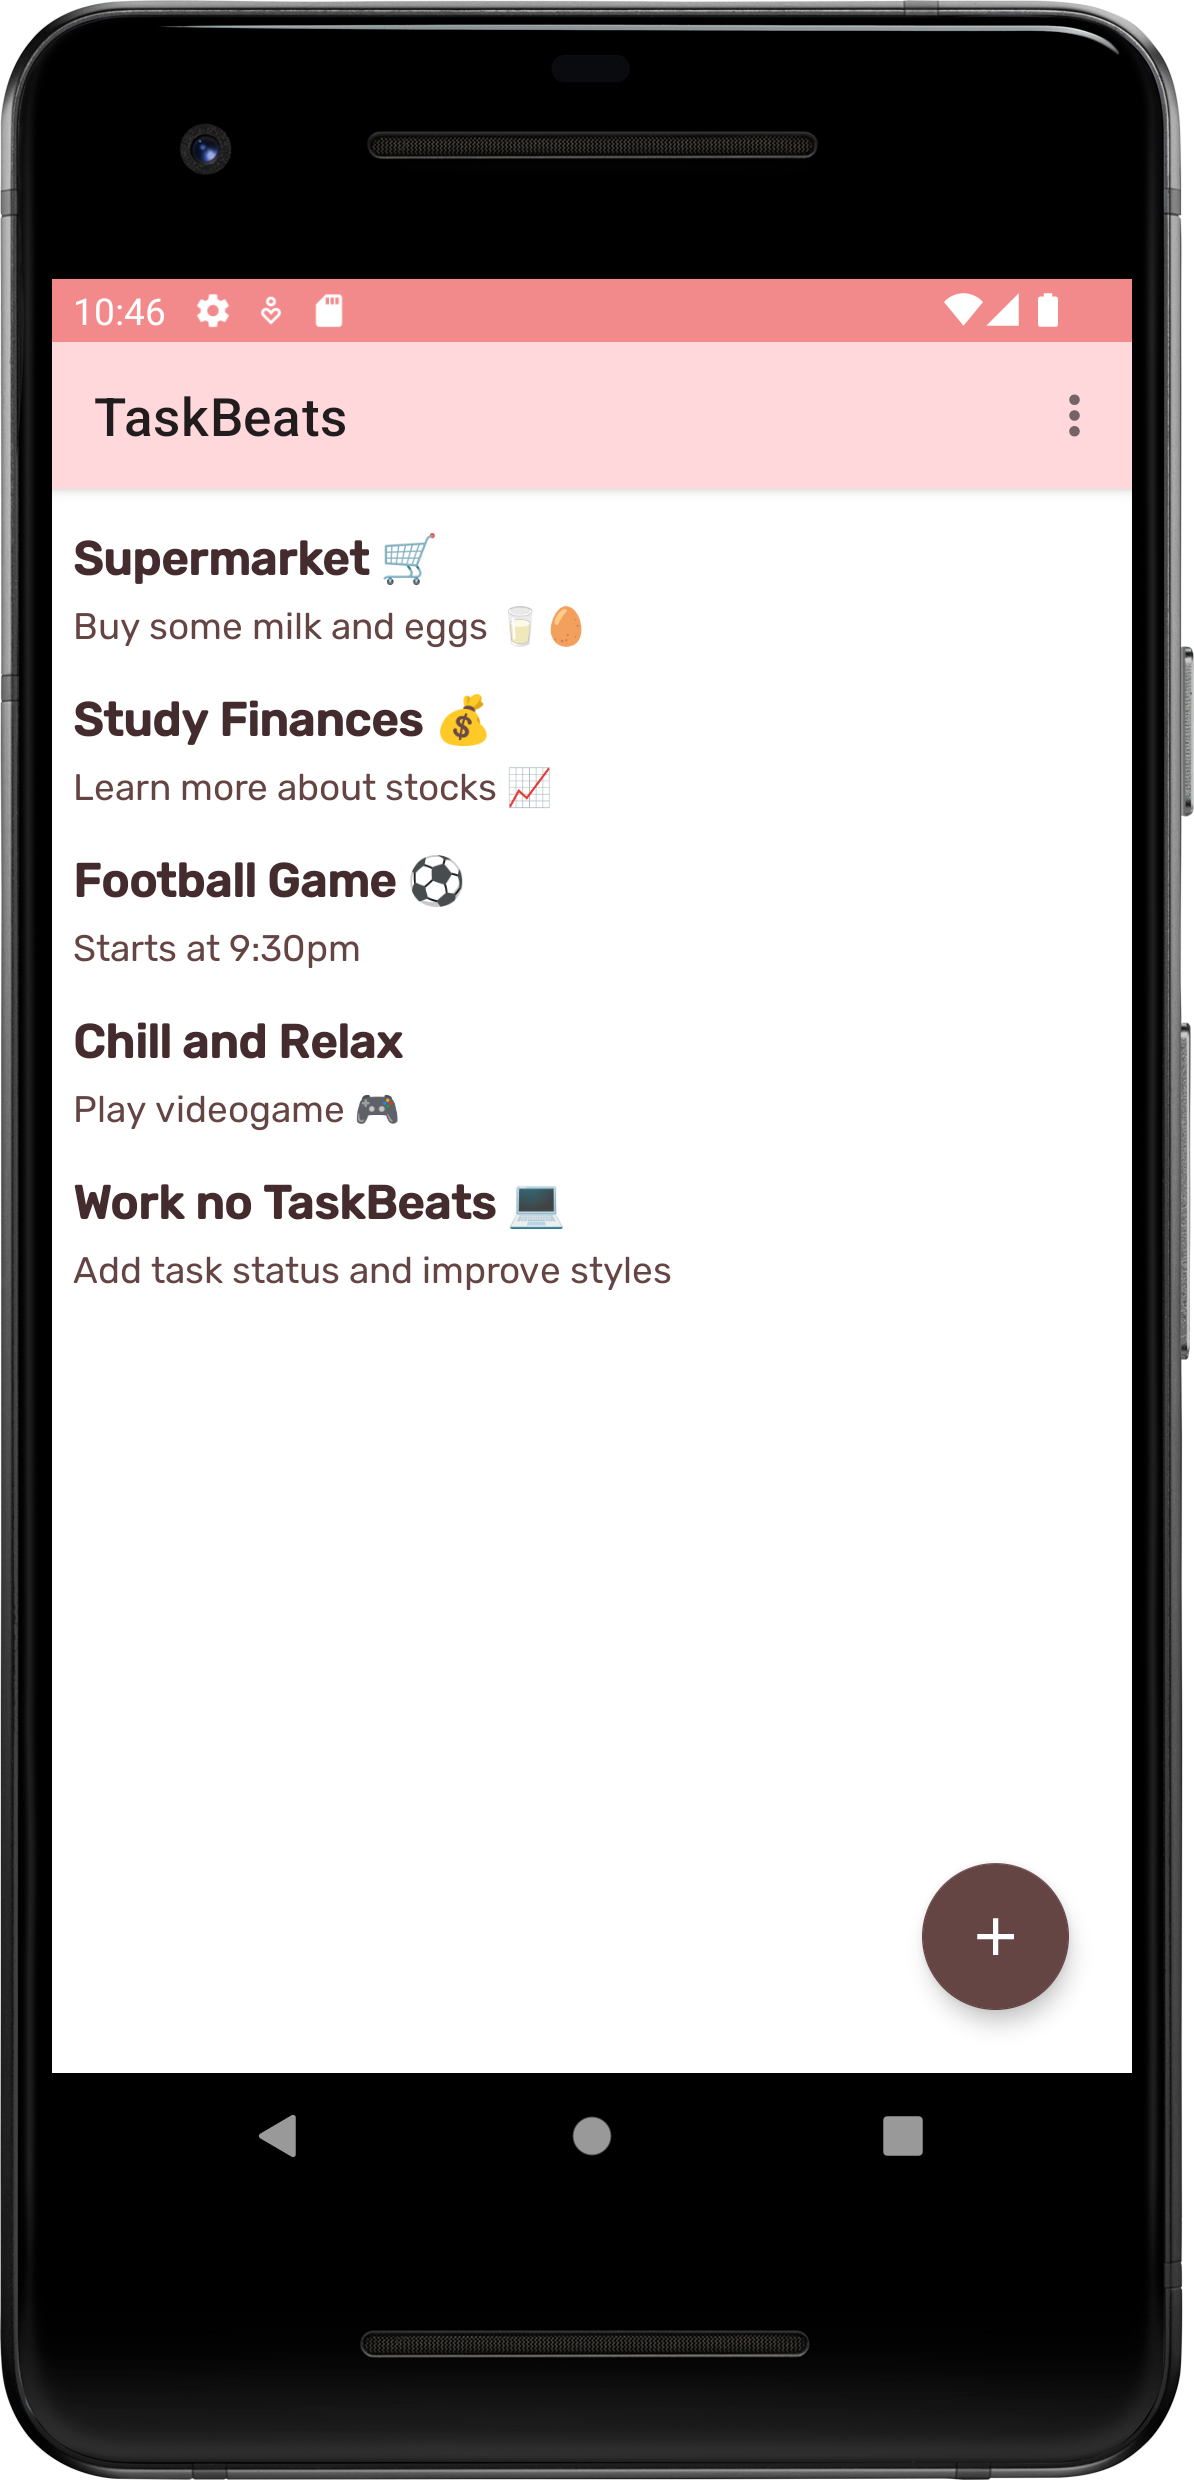 10:46
TaskBeats
Supermarket 🛒
Buy some milk and eggs 🥛🥚
Study Finances 💰
Learn more about stocks 📈
Football Game ⚽
Starts at 9:30pm
Chill and Relax
Play videogame 🎮
Work no TaskBeats 💻
Add task status and improve styles